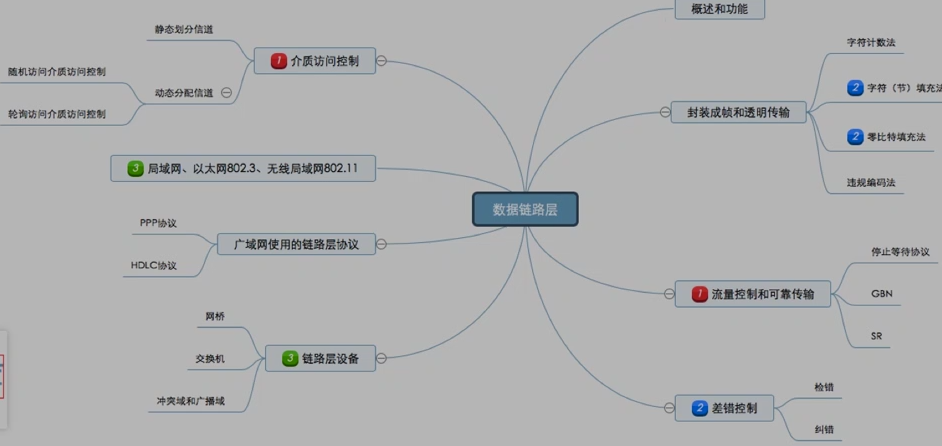 数据链路层
概述和功能
封装成帧和透明传输
字符计数法
2 字符（节）填充法
2 零比特填充法
违规编码法
1 流量控制和可靠传输
停止等待协议
GBN
SR
2 差错控制
检错
纠错
1 介质访问控制
静态划分信道
动态分配信道
随机访问介质访问控制
轮询访问介质访问控制
3 局域网、以太网802.3、无线局域网802.11
广域网使用的链路层协议
PPP协议
HDLC协议
3 链路层设备
网桥
交换机
冲突域和广播域